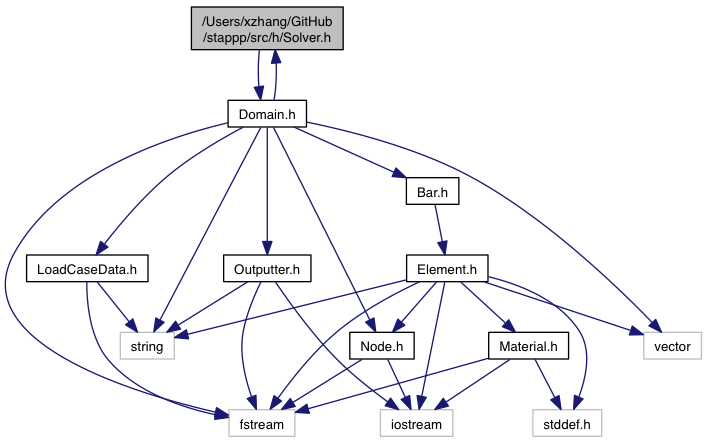 /Users/xzhang/GitHub
/stappp/src/h/Solver.h
Domain.h
Bar.h
LoadCaseData.h
Outputter.h
Element.h
string
Node.h
Material.h
vector
fstream
iostream
stddef.h